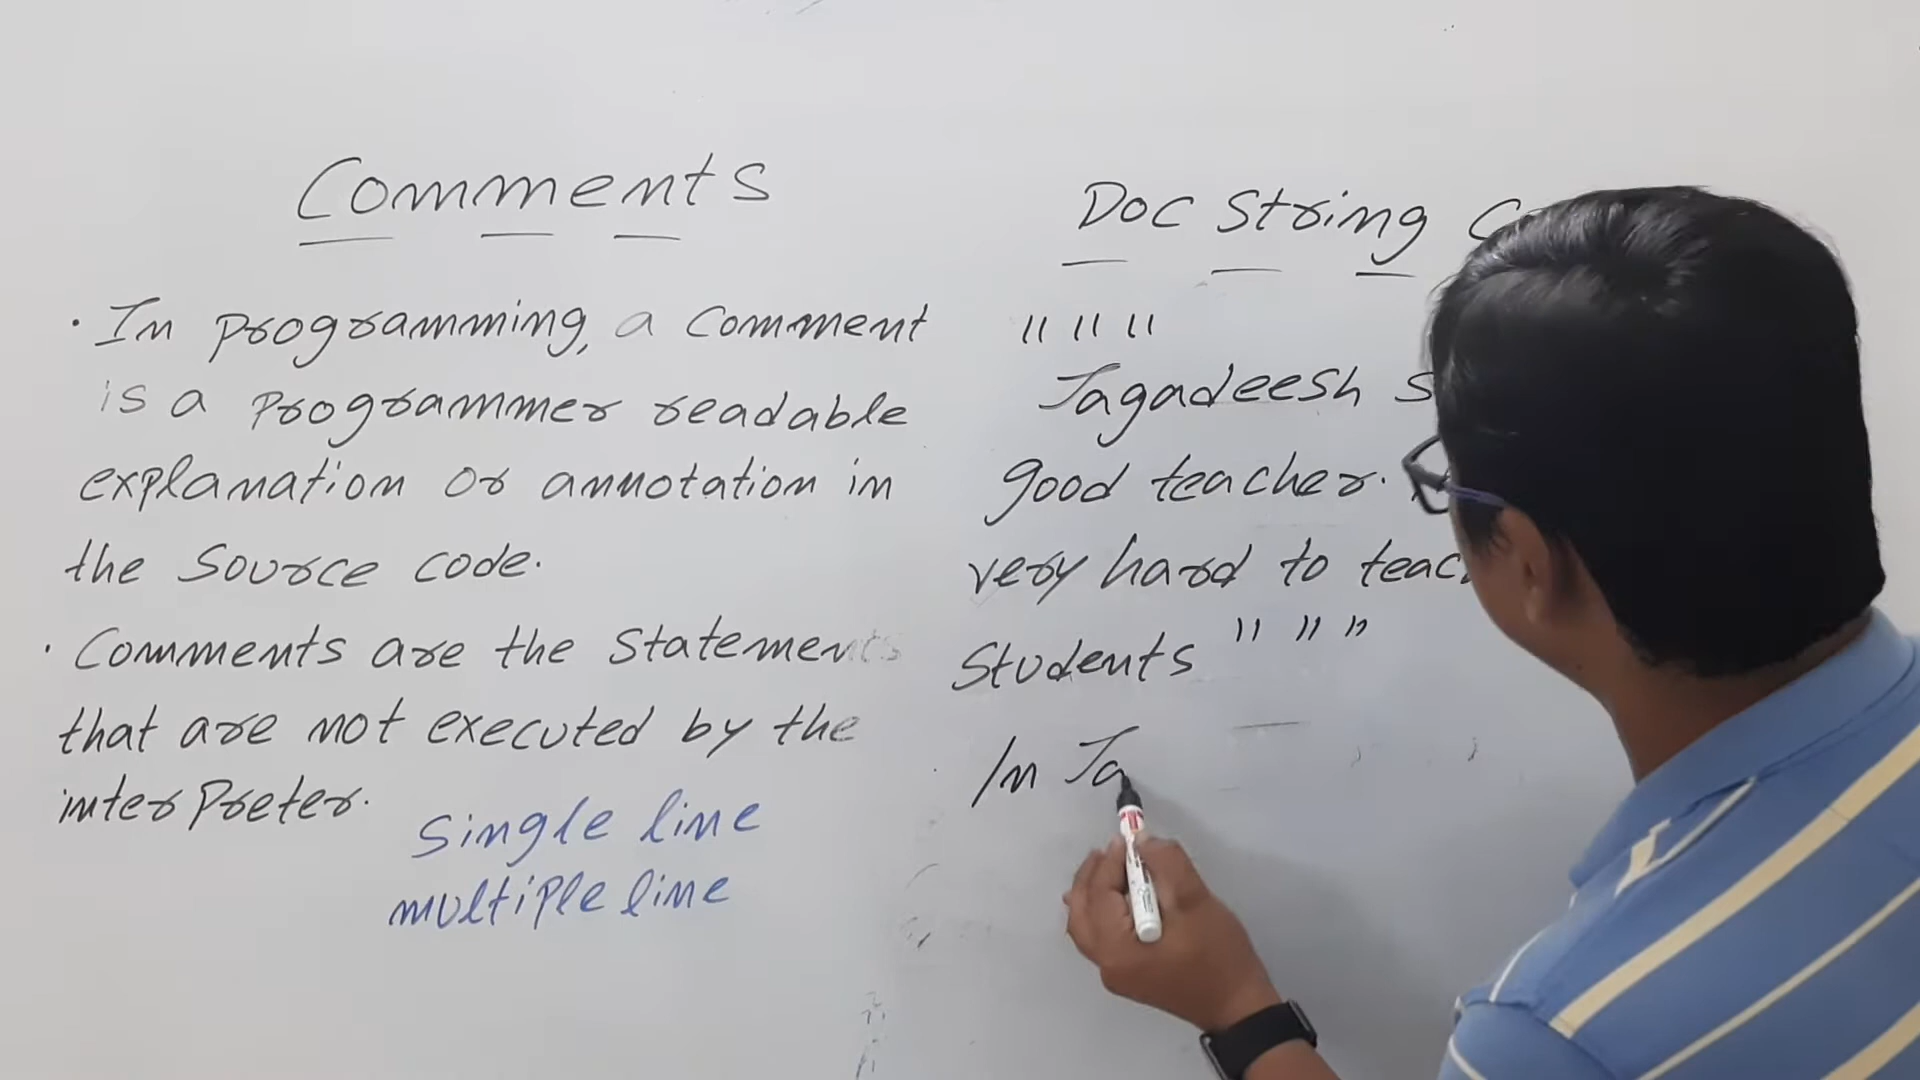 Comments
• In programming, a comment
is a programmer readable
explanation or annotation in
the source code.
• Comments are the statements
that are not executed by the
interpreter.
Single line
multiple line
Doc String
" " "
Jagadeesh
good teacher.
very hard to
Students " " "
In